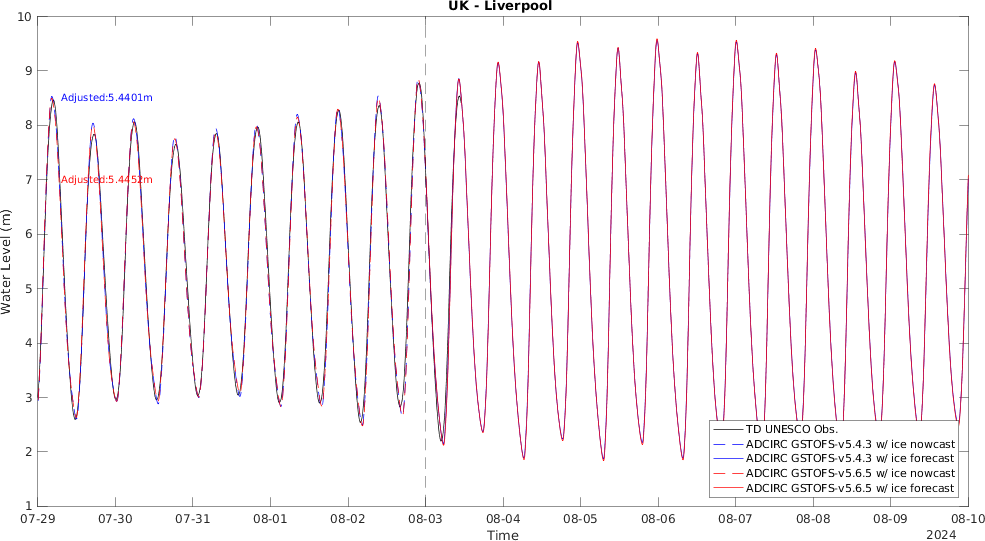 UK - Liverpool
10
9
8
7
6
5
4
3
2
1
Water Level (m)
Adjusted:5.4401m
Adjusted:5.4452m
TD UNESCO Obs.
ADCIRC GSTOFS-v5.4.3 w/ ice nowcast
ADCIRC GSTOFS-v5.4.3 w/ ice forecast
ADCIRC GSTOFS-v5.6.5 w/ ice nowcast
ADCIRC GSTOFS-v5.6.5 w/ ice forecast
07-29 07-30 07-31 08-01 08-02 08-03 08-04 08-05 08-06 08-07 08-08 08-09 08-10
Time
2024